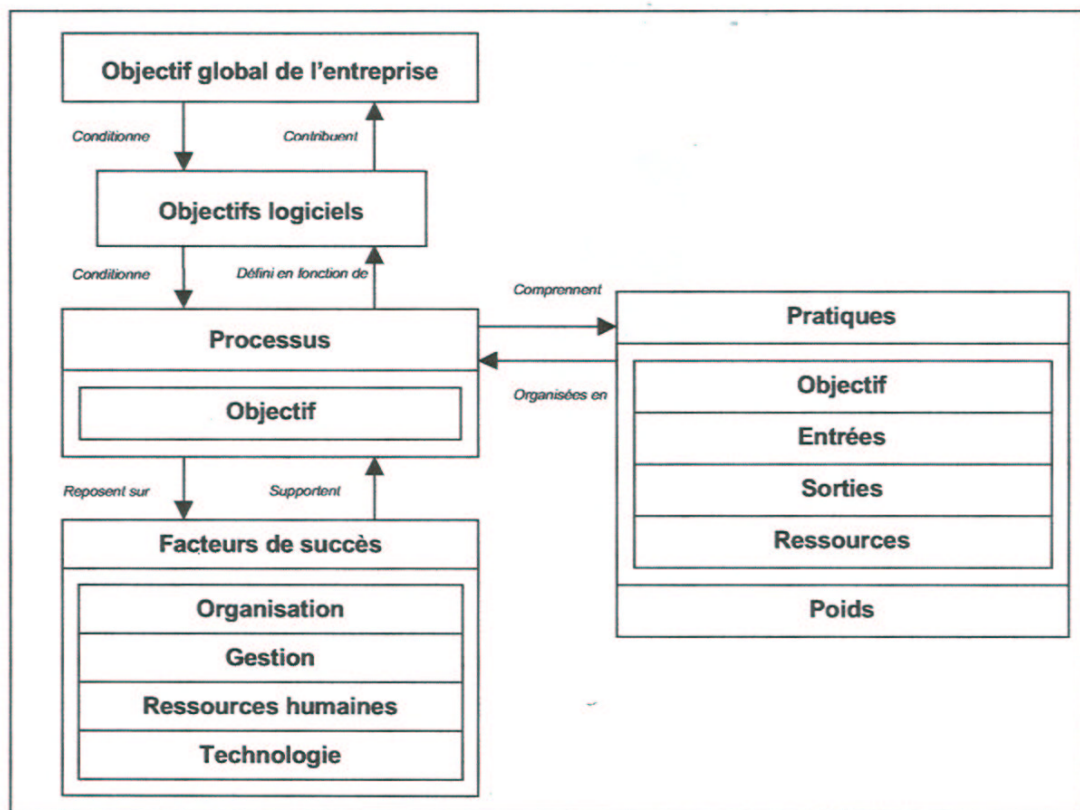 Objectif global de l'entreprise
Conditionne
Contribuent
Objectifs logiciels
Conditionne
Défini en fonction de
Processus
Objectif
Comprennent
Organisées en
Pratiques
Objectif
Entrées
Sorties
Ressources
Poids
Reposent sur
Supportent
Facteurs de succès
Organisation
Gestion
Ressources humaines
Technologie